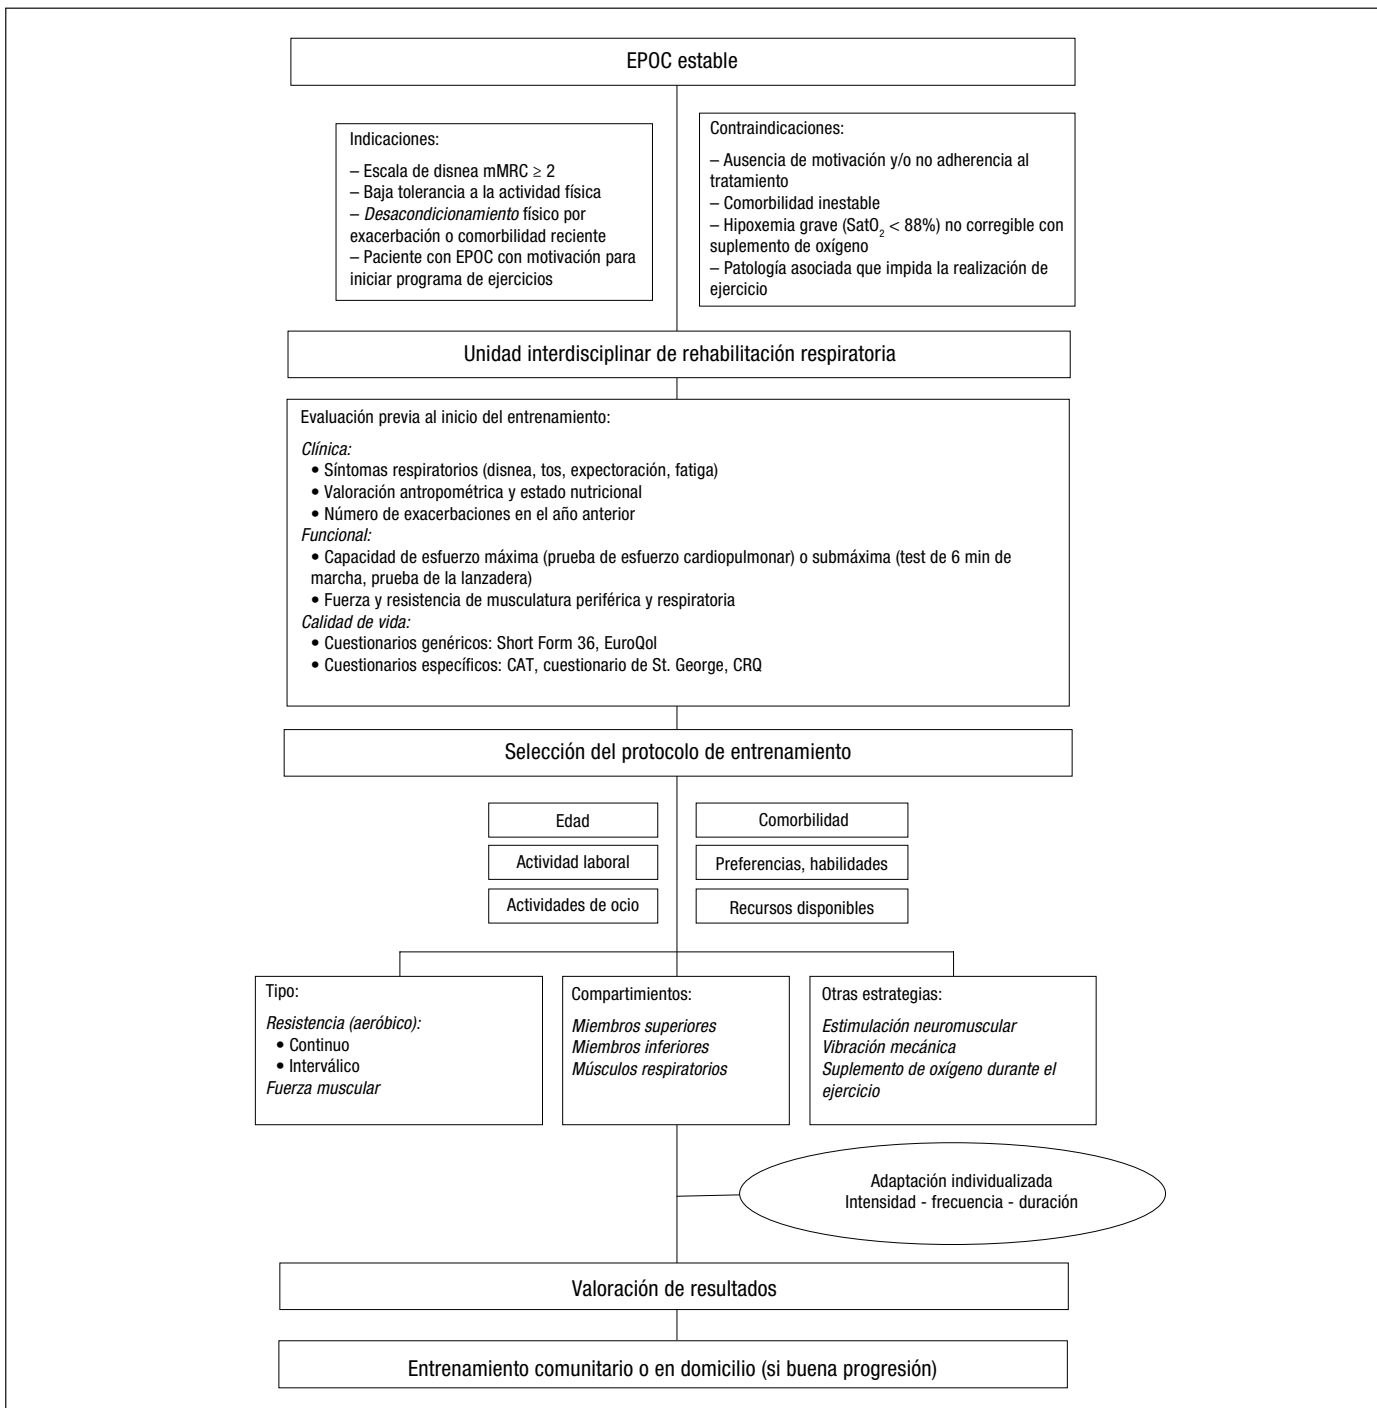 EPOC estable
Indicaciones:
– Escala de disnea mMRC ≥ 2
– Baja tolerancia a la actividad física
– Desacondicionamiento físico por
exacerbación o comorbilidad reciente
– Paciente con EPOC con motivación para
iniciar programa de ejercicios
Contraindicaciones:
– Ausencia de motivación y/o no adherencia al
tratamiento
– Comorbilidad inestable
– Hipoxemia grave (SatO₂ < 88%) no corregible con
suplemento de oxígeno
– Patología asociada que impida la realización de
ejercicio
Unidad interdisciplinar de rehabilitación respiratoria
Evaluación previa al inicio del entrenamiento:
Clínica:
• Síntomas respiratorios (disnea, tos, expectoración, fatiga)
• Valoración antropométrica y estado nutricional
• Número de exacerbaciones en el año anterior
Funcional:
• Capacidad de esfuerzo máxima (prueba de esfuerzo cardiopulmonar) o submáxima (test de 6 min de
marcha, prueba de la lanzadera)
• Fuerza y resistencia de musculatura periférica y respiratoria
Calidad de vida:
• Cuestionarios genéricos: Short Form 36, EuroQol
• Cuestionarios específicos: CAT, cuestionario de St. George, CRQ
Selección del protocolo de entrenamiento
Edad
Comorbilidad
Actividad laboral
Preferencias, habilidades
Actividades de ocio
Recursos disponibles
Tipo:
Resistencia (aeróbico):
• Continuo
• Interválico
Fuerza muscular
Compartimientos:
Miembros superiores
Miembros inferiores
Músculos respiratorios
Otras estrategias:
Estimulación neuromuscular
Vibración mecánica
Suplemento de oxígeno durante el
ejercicio
Adaptación individualizada
Intensidad - frecuencia - duración
Valoración de resultados
Entrenamiento comunitario o en domicilio (si buena progresión)